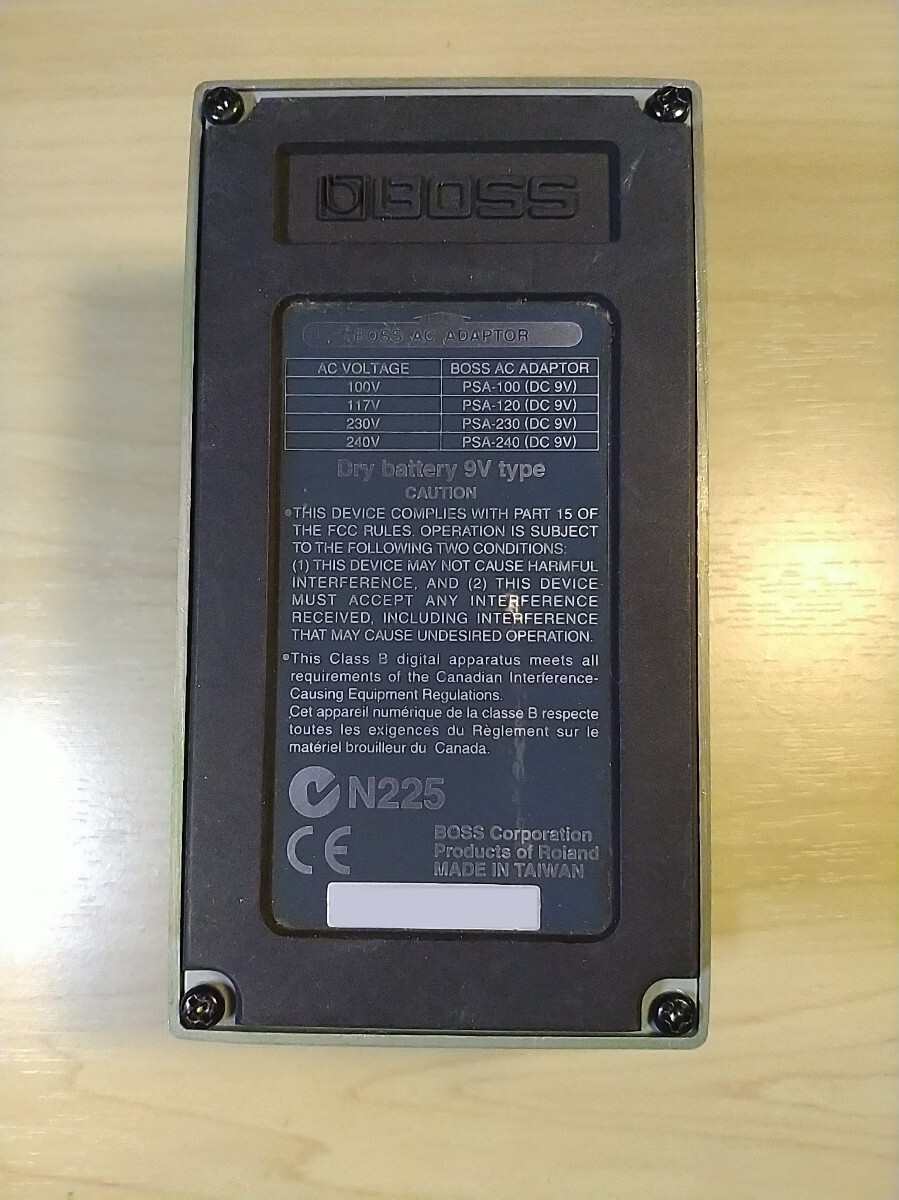 BOSS
BOSS AC ADAPTOR
AC VOLTAGE BOSS AC ADAPTOR
100V PSA-100 (DC 9V)
117V PSA-120 (DC 9V)
230V PSA-230 (DC 9V)
240V PSA-240 (DC 9V)
Dry battery 9V type
CAUTION
•THIS DEVICE COMPLIES WITH PART 15 OF
THE FCC RULES. OPERATION IS SUBJECT
TO THE FOLLOWING TWO CONDITIONS:
(1) THIS DEVICE MAY NOT CAUSE HARMFUL
INTERFERENCE, AND (2) THIS DEVICE
MUST ACCEPT ANY INTERFERENCE
RECEIVED, INCLUDING INTERFERENCE
THAT MAY CAUSE UNDESIRED OPERATION.
•This Class B digital apparatus meets all
requirements of the Canadian Interference-
Causing Equipment Regulations.
Cet appareil numérique de la classe B respecte
toutes les exigences du Règlement sur le
matériel brouilleur du Canada.
N225
CE
BOSS Corporation
Products of Roland
MADE IN TAIWAN